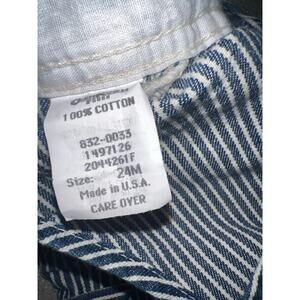 100% COTTON
832-0033
1497126
2044261F
Size: 24M
Made in U.S.A.
CARE OVER